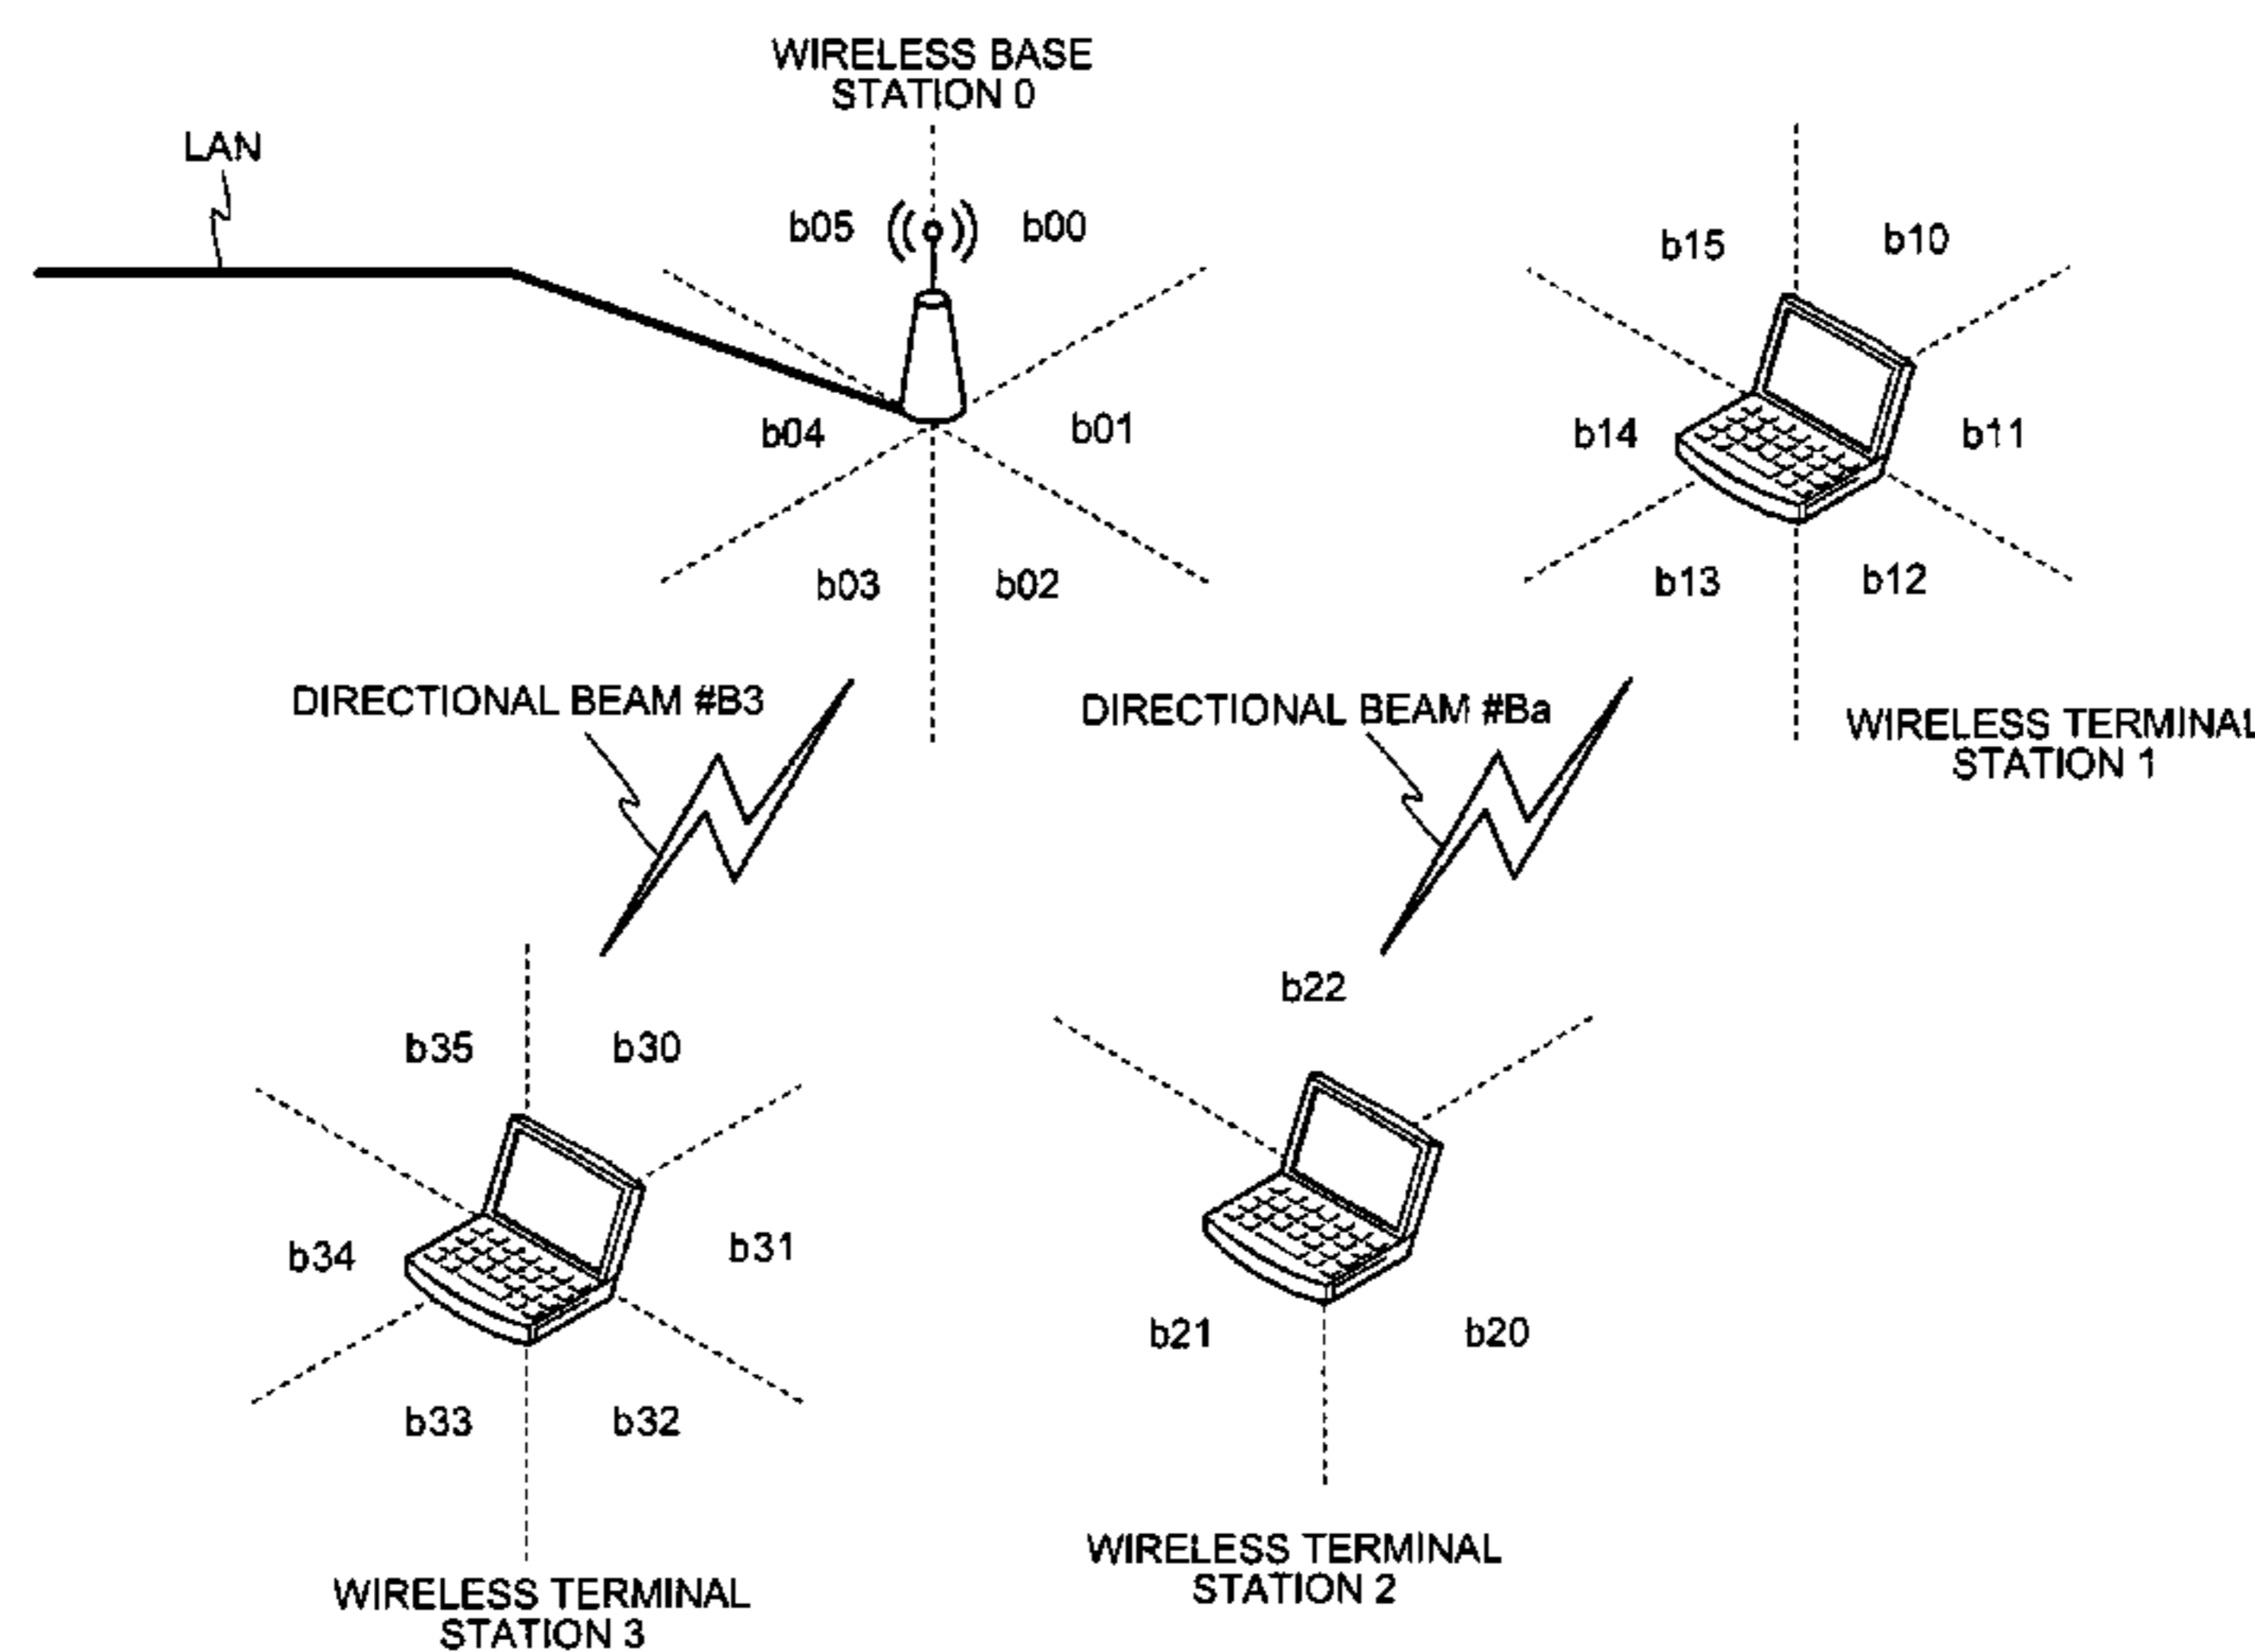 WIRELESS BASE
STATION 0
LAN
b05
b00
b15
b10
b04
b01
b14
b11
b03
b02
b13
b12
DIRECTIONAL BEAM #B3
DIRECTIONAL BEAM #Ba
WIRELESS TERMINAL
STATION 1
b22
b35
b30
b34
b31
b21
b20
b33
b32
WIRELESS TERMINAL
STATION 2
WIRELESS TERMINAL
STATION 3